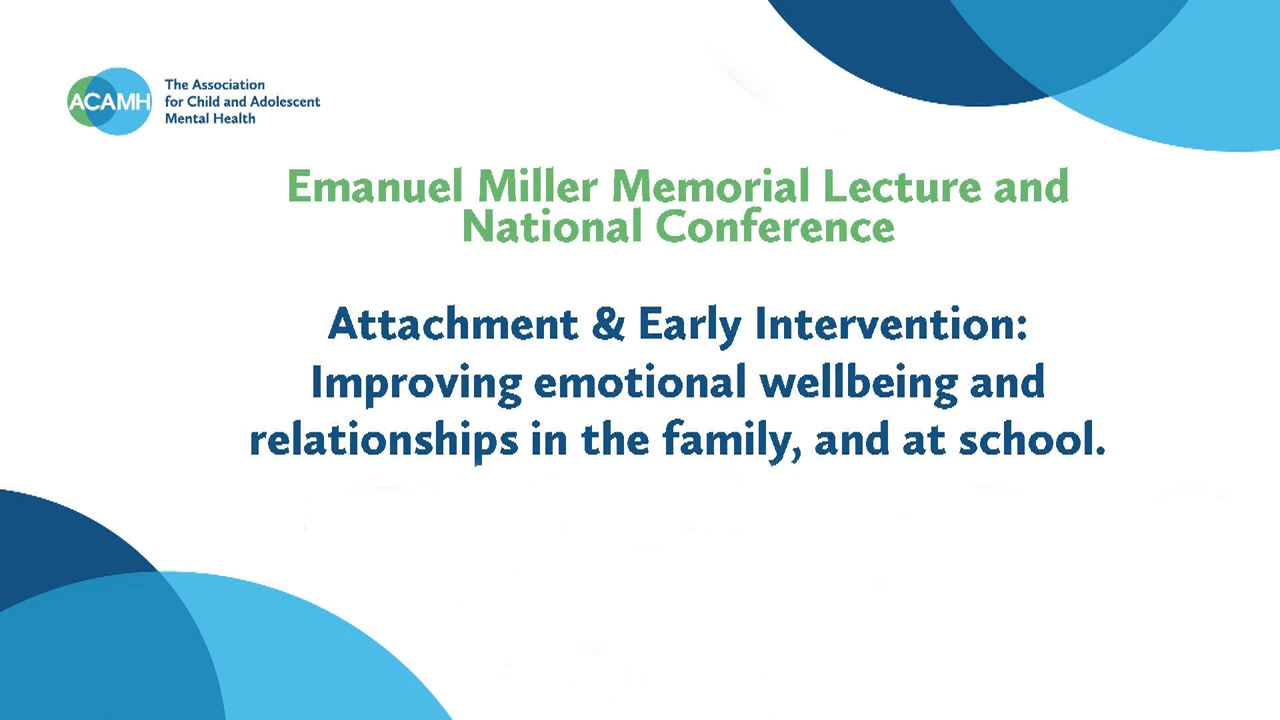 ACAMH
The Association
for Child and Adolescent
Mental Health
Emanuel Miller Memorial Lecture and
National Conference
Attachment & Early Intervention:
Improving emotional wellbeing and
relationships in the family, and at school.